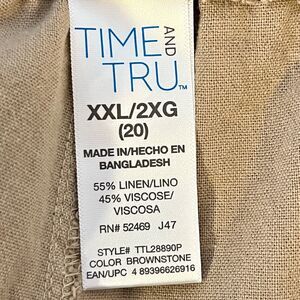 TIME AND
TRU™
XXL/2XG
(20)
MADE IN/HECHO EN
BANGLADESH
55% LINEN/LINO
45% VISCOSE/
VISCOSA
RN# 52469 J47
STYLE# TTL28890P
COLOR BROWNSTONE
EAN/UPC 4 89396626916